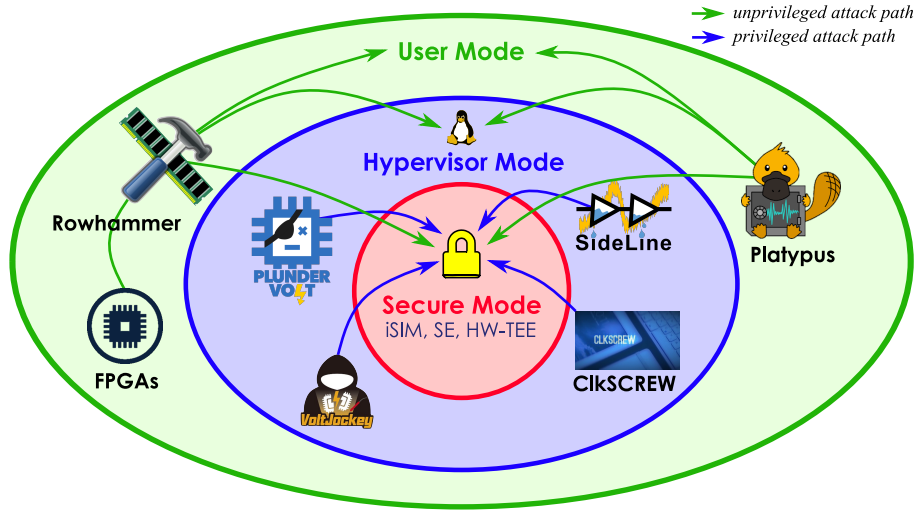 unprivileged attack path
privileged attack path
User Mode
Hypervisor Mode
Rowhammer
PLUNDER
VOLT
SideLine
Platypus
Secure Mode
iSIM, SE, HW-TEE
CLKSCREW
FPGAs
ClkSCREW
VoltJockey